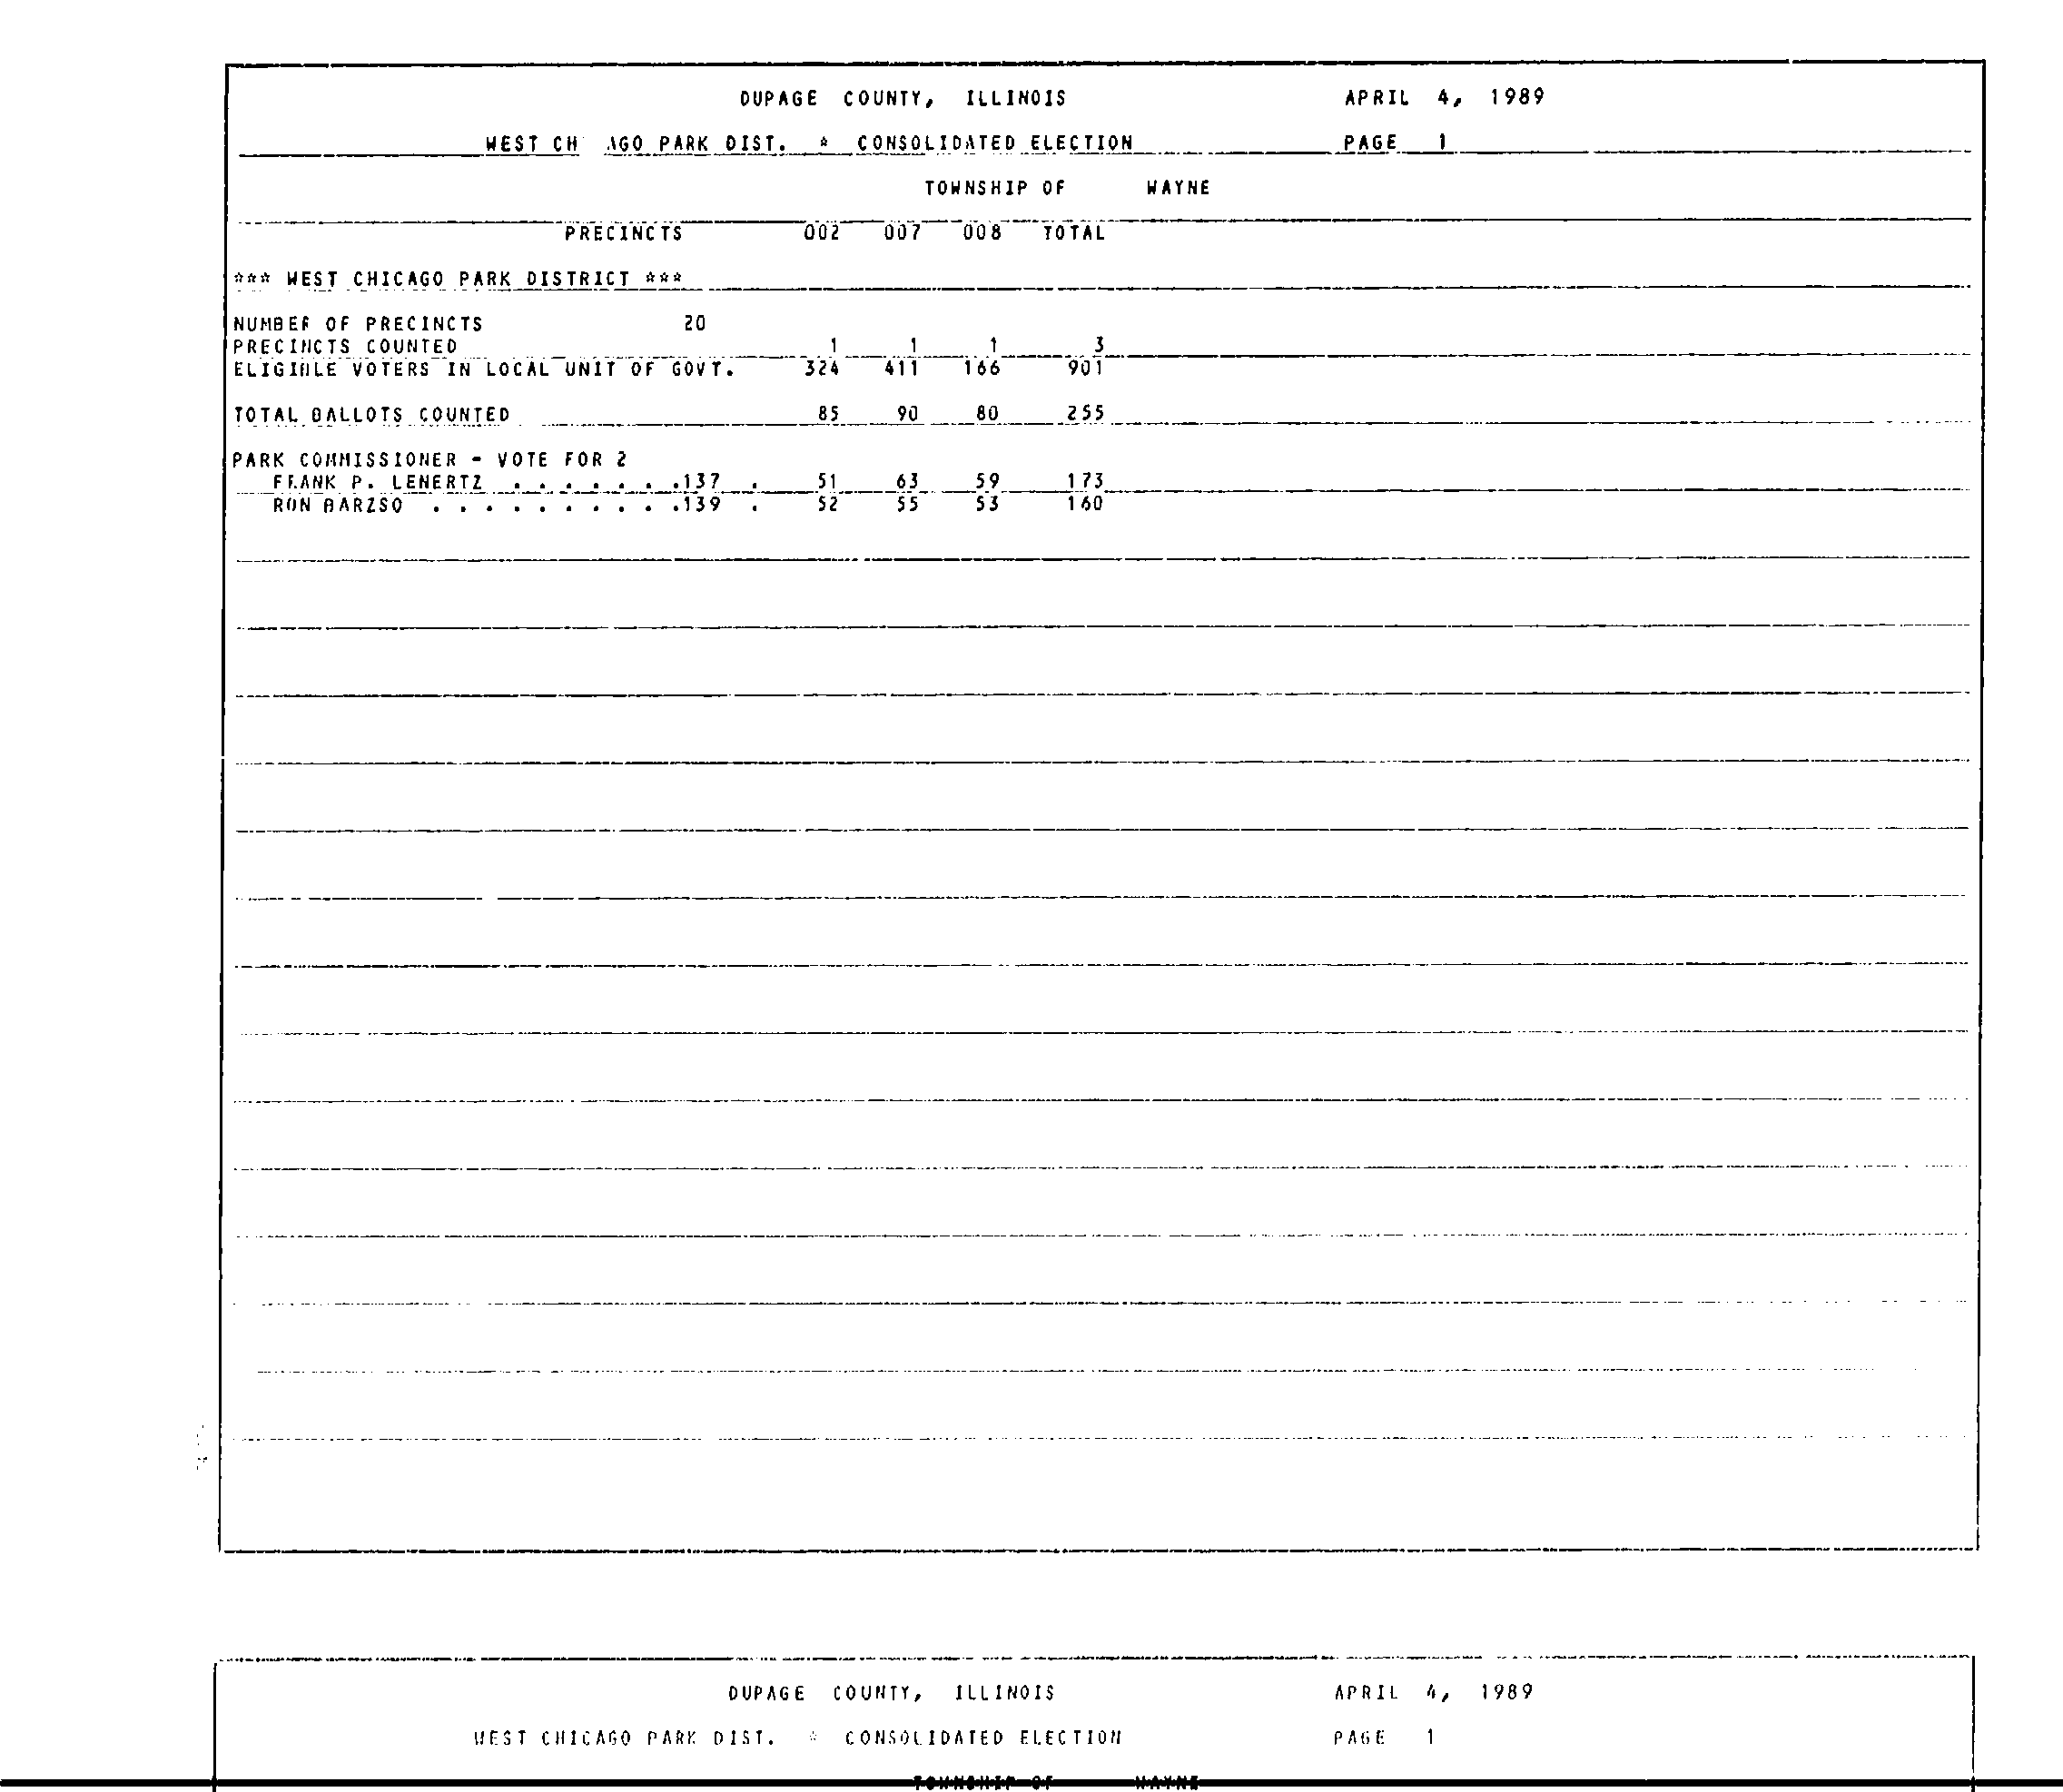 DUPAGE COUNTY, ILLINOIS APRIL 4, 1989
WEST CH AGO PARK DIST. * CONSOLIDATED ELECTION PAGE 1
TOWNSHIP OF WAYNE
PRECINCTS 002 007 008 TOTAL
*** WEST CHICAGO PARK DISTRICT ***
NUMBER OF PRECINCTS 20
PRECINCTS COUNTED 1 1 1 3
ELIGIBLE VOTERS IN LOCAL UNIT OF GOVT. 324 411 166 901
TOTAL BALLOTS COUNTED 85 90 80 255
PARK COMMISSIONER - VOTE FOR 2
FRANK P. LENERTZ . . . . . . .137 . 51 63 59 173
RON BARZSO . . . . . . . . . .139 . 52 55 53 160
DUPAGE COUNTY, ILLINOIS APRIL 4, 1989
WEST CHICAGO PARK DIST. * CONSOLIDATED ELECTION PAGE 1
TOWNSHIP OF WAYNE